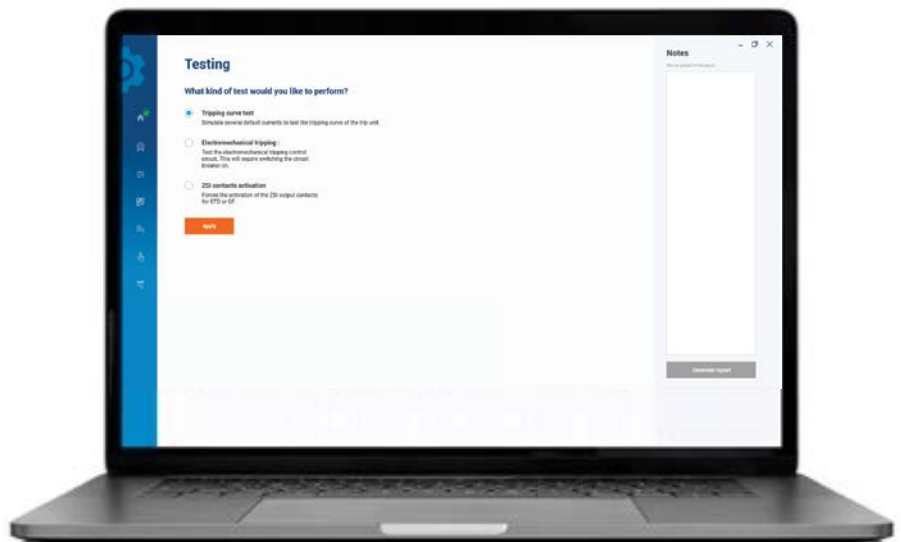 Testing
Notes
What kind of test would you like to perform?
Tripping curve test
Simulate several default currents to test the tripping curve of the trip unit.
Electromechanical tripping :
Test the electromechanical tripping control
circuit. This will require switching the circuit
breaker on.
ZSI contacts activation
Forces the activation of the ZSI output contacts
for STD or GF.
Apply
Generate report